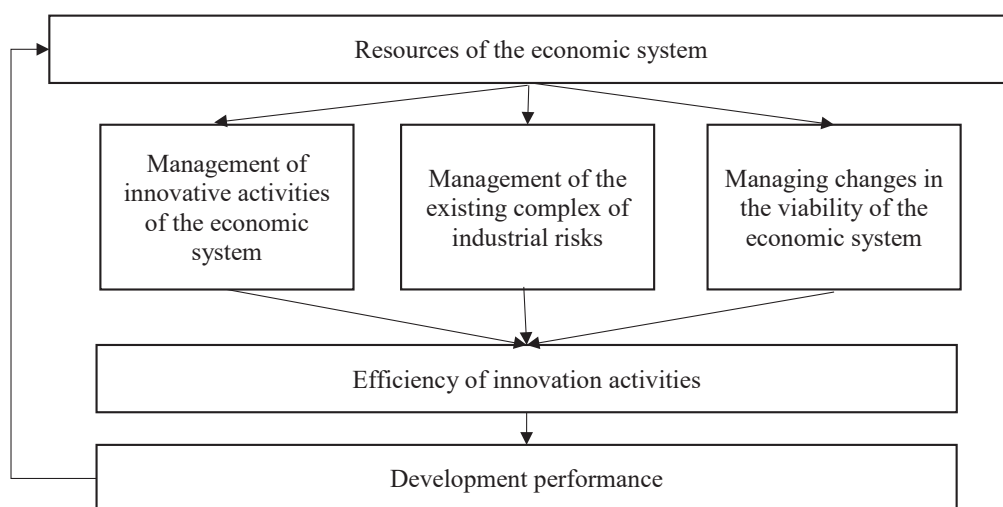 Resources of the economic system
Management of
innovative activities
of the economic
system
Management of the
existing complex of
industrial risks
Managing changes in
the viability of the
economic system
Efficiency of innovation activities
Development performance